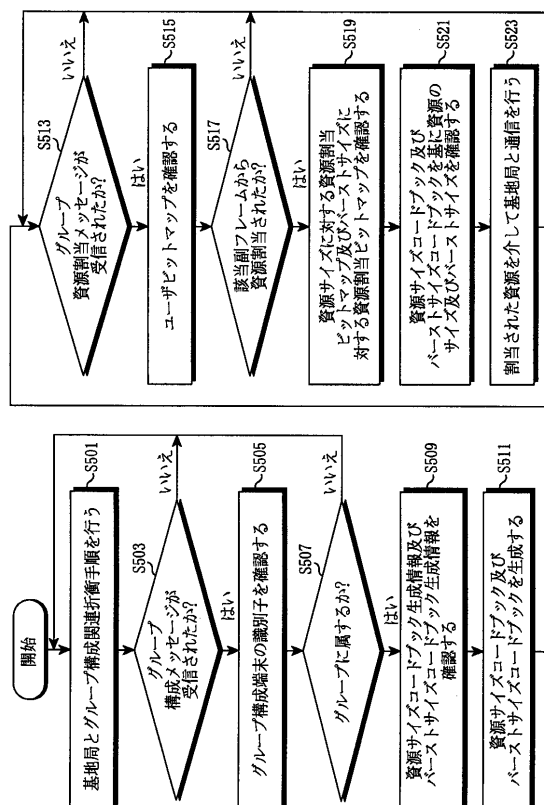 開始
S501
基地局とグループ構成関連折衝手順を行う
S503
グループ
構成メッセージが
受信されたか?
いいえ
はい
S505
グループ構成端末の識別子を確認する
S507
グループに属するか?
いいえ
はい
S509
資源サイズコードブック生成情報及び
バーストサイズコードブック生成情報を
確認する
S511
資源サイズコードブック及び
バーストサイズコードブックを生成する
S513
グループ
資源割当メッセージが
受信されたか?
いいえ
はい
S515
ユーザビットマップを確認する
S517
該当副フレームから
資源割当されたか?
いいえ
はい
S519
資源サイズに対する資源割当
ビットマップ及びバーストサイズに
対する資源割当ビットマップを確認する
S521
資源サイズコードブック及び
バーストサイズコードブックを基に資源の
サイズ及びバーストサイズを確認する
S523
割当された資源を介して基地局と通信を行う